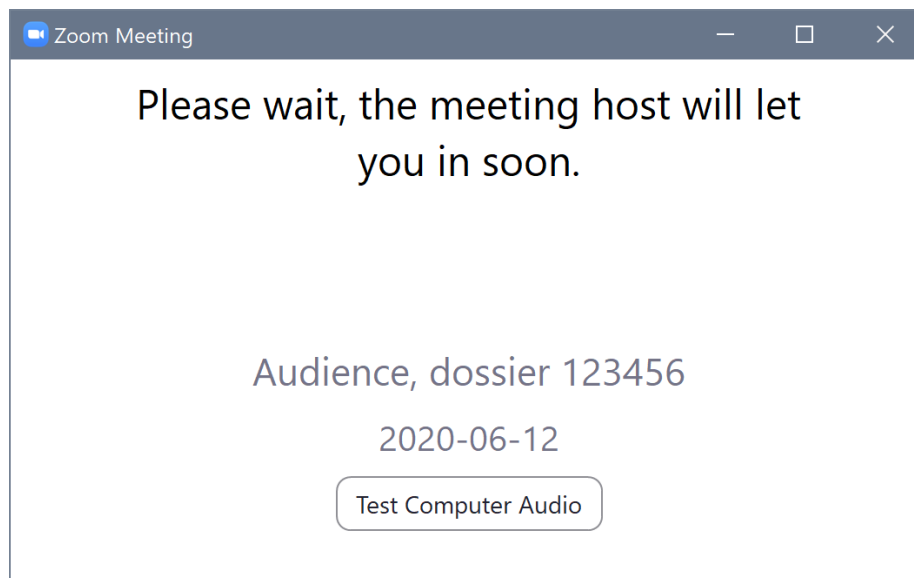 Zoom Meeting
Please wait, the meeting host will let
you in soon.
Audience, dossier 123456
2020-06-12
Test Computer Audio